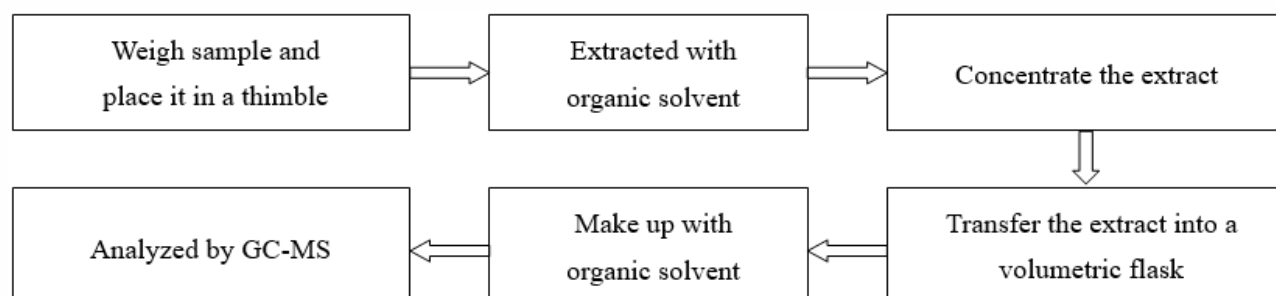 Weigh sample and
place it in a thimble
Extracted with
organic solvent
Concentrate the extract
Transfer the extract into a
volumetric flask
Make up with
organic solvent
Analyzed by GC-MS